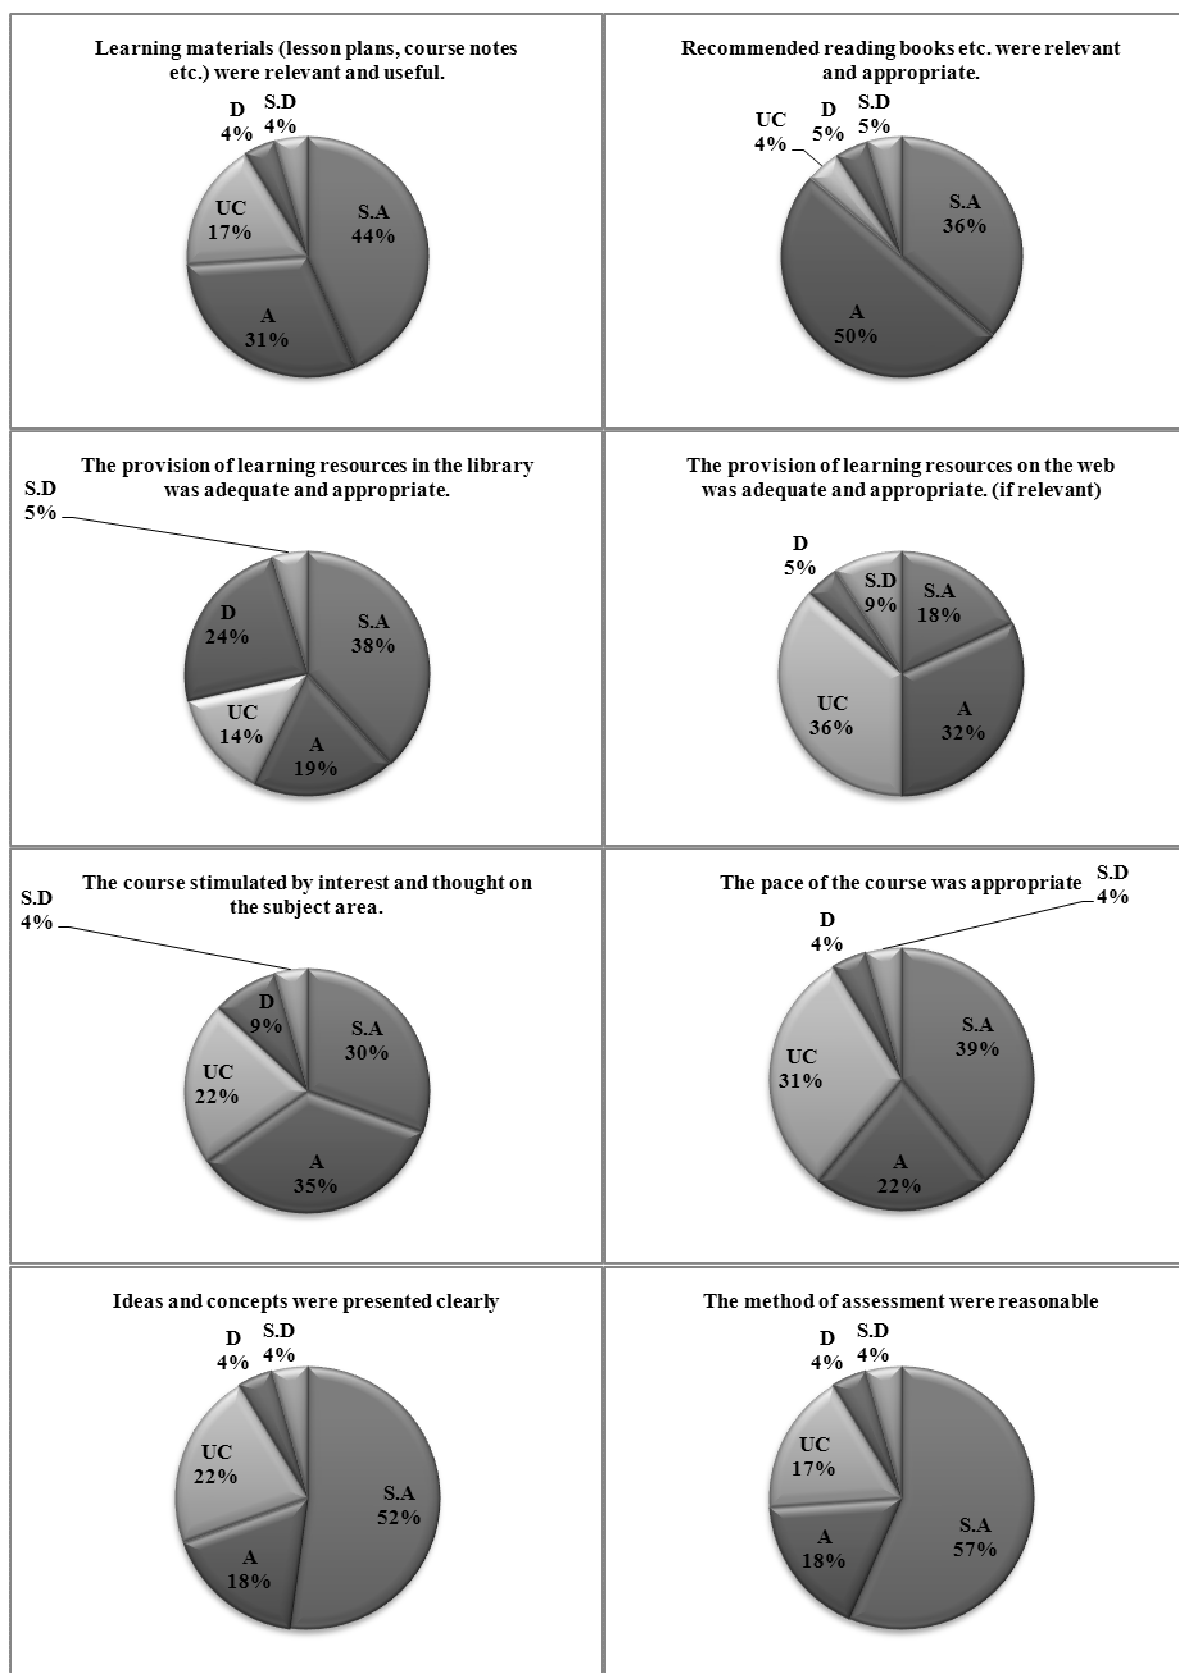 Learning materials (lesson plans, course notes
etc.) were relevant and useful.
D
4%
S.D
4%
UC
17%
S.A
44%
A
31%
Recommended reading books etc. were relevant
and appropriate.
UC
4%
D
5%
S.D
5%
S.A
36%
A
50%
The provision of learning resources in the library
was adequate and appropriate.
S.D
5%
D
24%
S.A
38%
UC
14%
A
19%
The provision of learning resources on the web
was adequate and appropriate. (if relevant)
D
5%
S.D
9%
S.A
18%
UC
36%
A
32%
The course stimulated by interest and thought on
the subject area.
S.D
4%
D
9%
S.A
30%
UC
22%
A
35%
The pace of the course was appropriate
S.D
4%
D
4%
S.A
39%
UC
31%
A
22%
Ideas and concepts were presented clearly
D
4%
S.D
4%
UC
22%
S.A
52%
A
18%
The method of assessment were reasonable
D
4%
S.D
4%
UC
17%
S.A
57%
A
18%